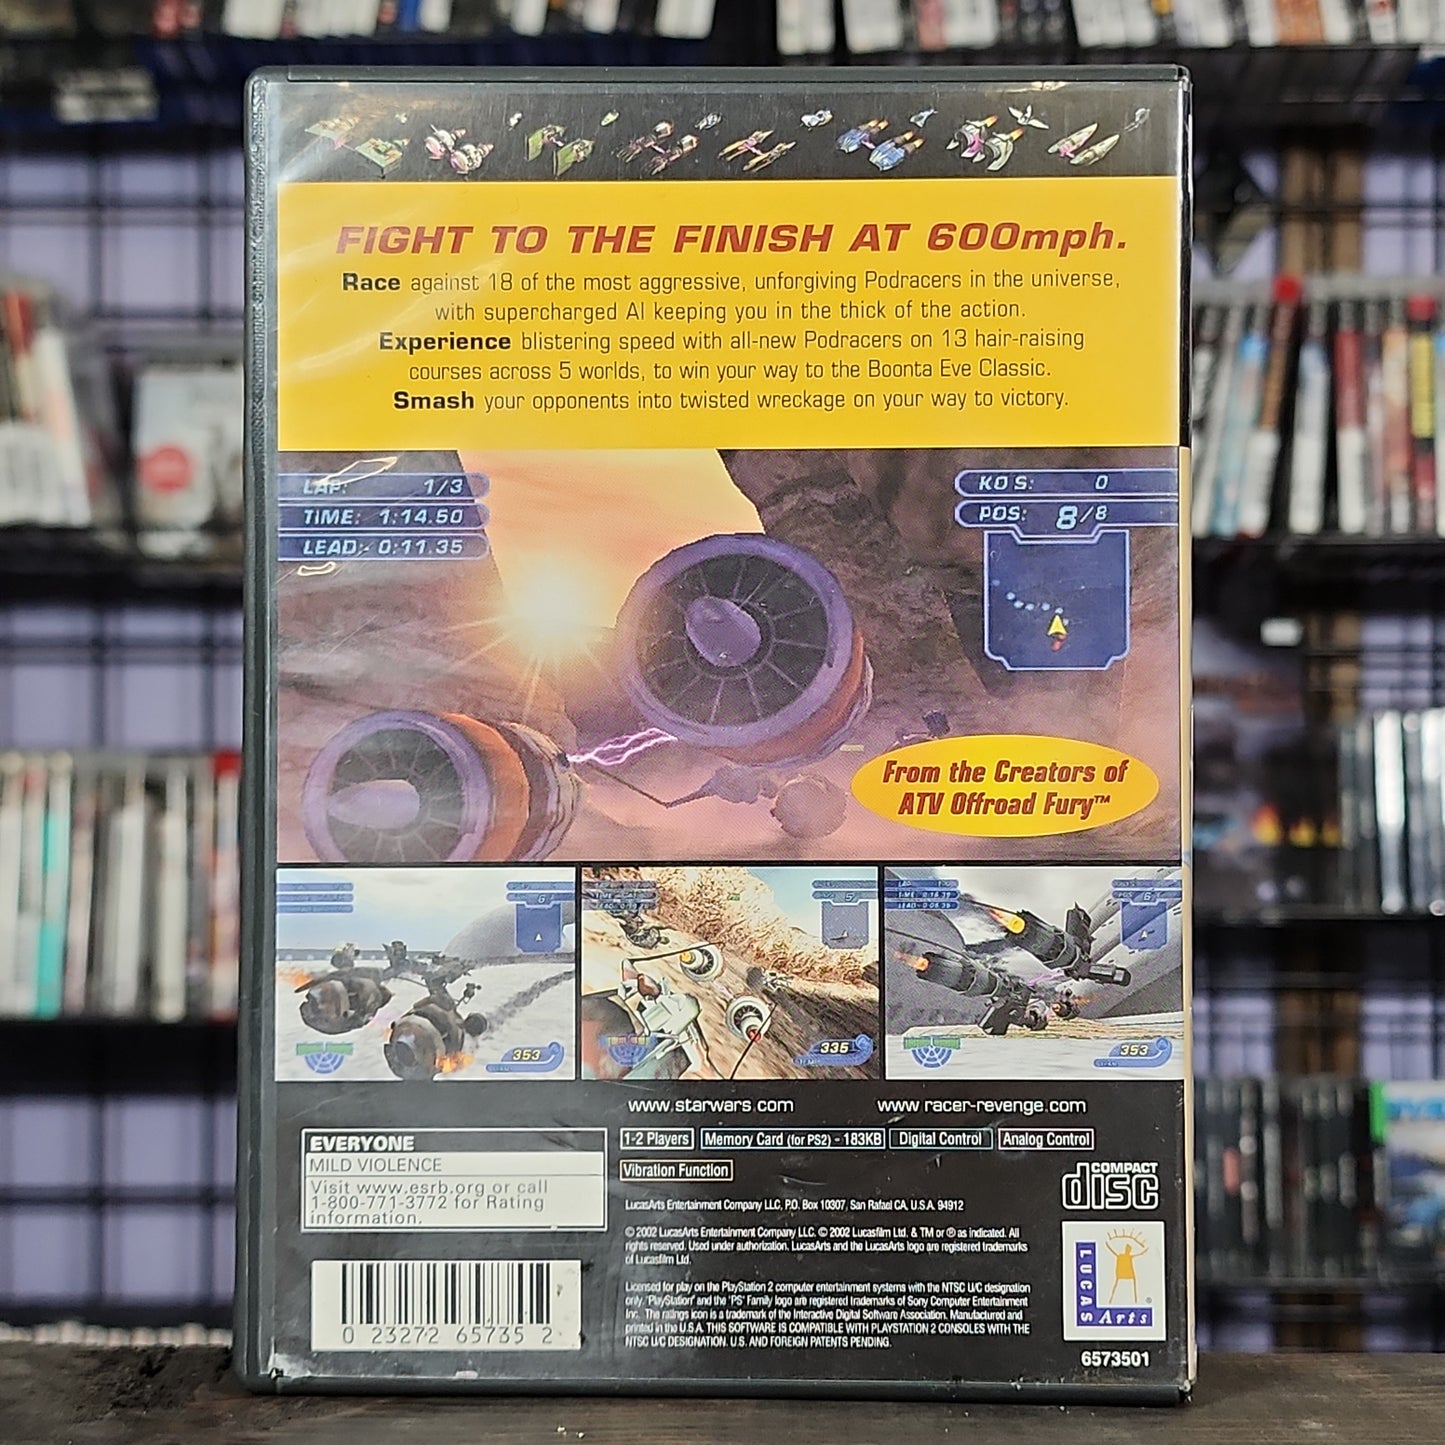 FIGHT TO THE FINISH AT 600mph.
Race against 18 of the most aggressive, unforgiving Podracers in the universe,
with supercharged AI keeping you in the thick of the action.
Experience blistering speed with all-new Podracers on 13 hair-raising
courses across 5 worlds, to win your way to the Boonta Eve Classic.
Smash your opponents into twisted wreckage on your way to victory.
LAP: 1/3
TIME: 1:14.50
LEAD:- 0:11.35
KO S: 0
POS: 8/8
From the Creators of
ATV Offroad Fury™
353
335
353
www.starwars.com
www.racer-revenge.com
EVERYONE
MILD VIOLENCE
Visit www.esrb.org or call
1-800-771-3772 for Rating
information.
1-2 Players
Memory Card (for PS2) - 183KB
Digital Control
Analog Control
Vibration Function
COMPACT
disc
LucasArts Entertainment Company LLC, P.O. Box 10307, San Rafael CA, U.S.A. 94912
© 2002 LucasArts Entertainment Company LLC. © 2002 Lucasfilm Ltd. & TM or ® as indicated. All
rights reserved. Used under authorization. LucasArts and the LucasArts logo are registered trademarks
of Lucasfilm Ltd.
Licensed for play on the PlayStation 2 computer entertainment systems with the NTSC U/C designation
only. "PlayStation" and the "PS" Family logo are registered trademarks of Sony Computer Entertainment
Inc. The ratings icon is a trademark of the Interactive Digital Software Association. Manufactured and
printed in the U.S.A. THIS SOFTWARE IS COMPATIBLE WITH PLAYSTATION 2 CONSOLES WITH THE
NTSC U/C DESIGNATION. U.S. AND FOREIGN PATENTS PENDING.
LUCAS
Arts
®
0 23272 65735 2
6573501